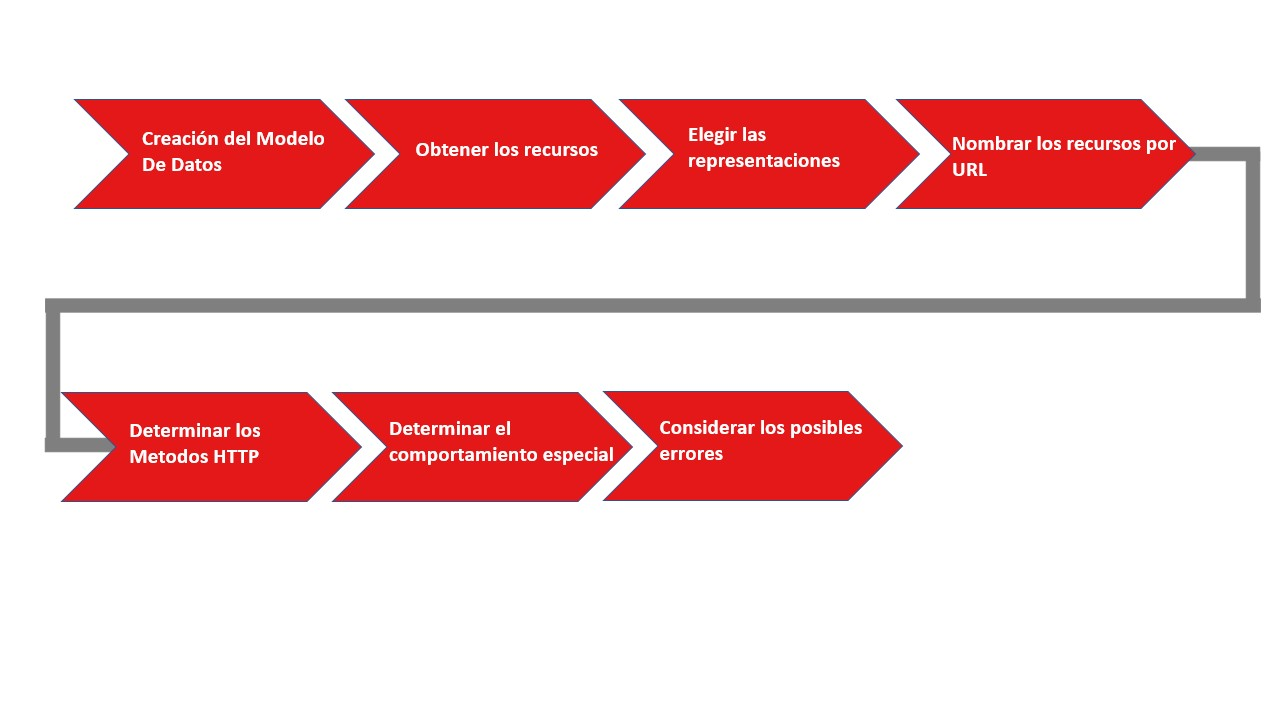 Creación del Modelo
De Datos
Obtener los recursos
Elegir las
representaciones
Nombrar los recursos por
URL
Determinar los
Metodos HTTP
Determinar el
comportamiento especial
Considerar los posibles
errores